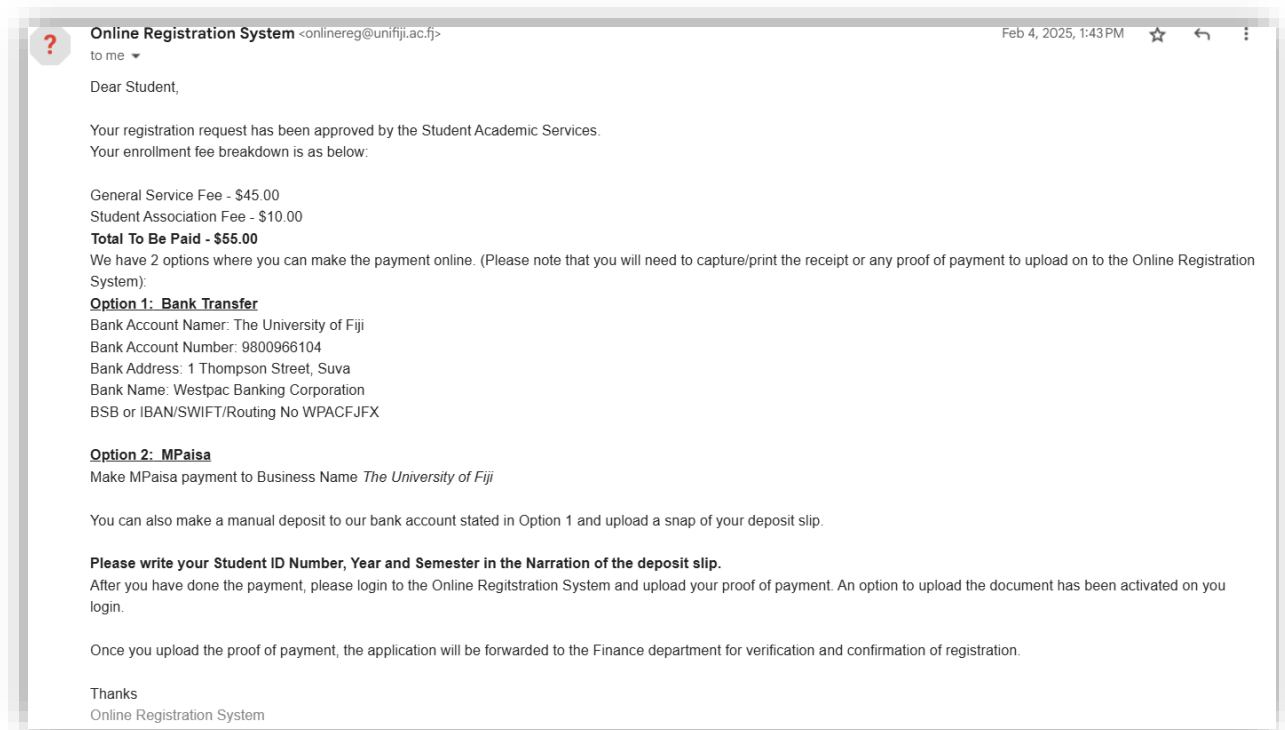 Online Registration System <onlinereg@unifiji.ac.fj>
Feb 4, 2025, 1:43 PM
?
to me
Dear Student,
Your registration request has been approved by the Student Academic Services.
Your enrollment fee breakdown is as below:
General Service Fee - $45.00
Student Association Fee - $10.00
Total To Be Paid - $55.00
We have 2 options where you can make the payment online. (Please note that you will need to capture/print the receipt or any proof of payment to upload on to the Online Registration
System):
Option 1:  Bank Transfer
Bank Account Namer: The University of Fiji
Bank Account Number: 9800966104
Bank Address: 1 Thompson Street, Suva
Bank Name: Westpac Banking Corporation
BSB or IBAN/SWIFT/Routing No WPACFJFX
Option 2:  MPaisa
Make MPaisa payment to Business Name The University of Fiji
You can also make a manual deposit to our bank account stated in Option 1 and upload a snap of your deposit slip.
Please write your Student ID Number, Year and Semester in the Narration of the deposit slip.
After you have done the payment, please login to the Online Regitstration System and upload your proof of payment. An option to upload the document has been activated on you
login.
Once you upload the proof of payment, the application will be forwarded to the Finance department for verification and confirmation of registration.
Thanks
Online Registration System